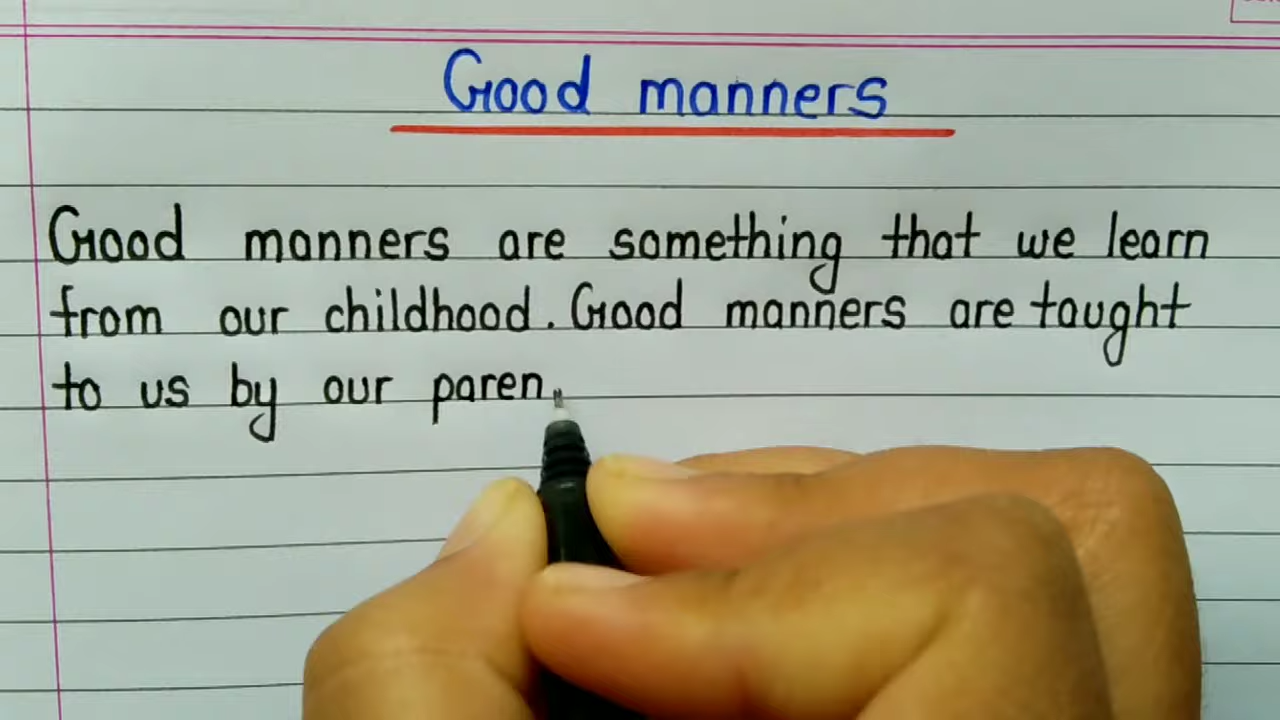 Good manners
Good manners are something that we learn
from our childhood. Good manners are taught
to us by our paren